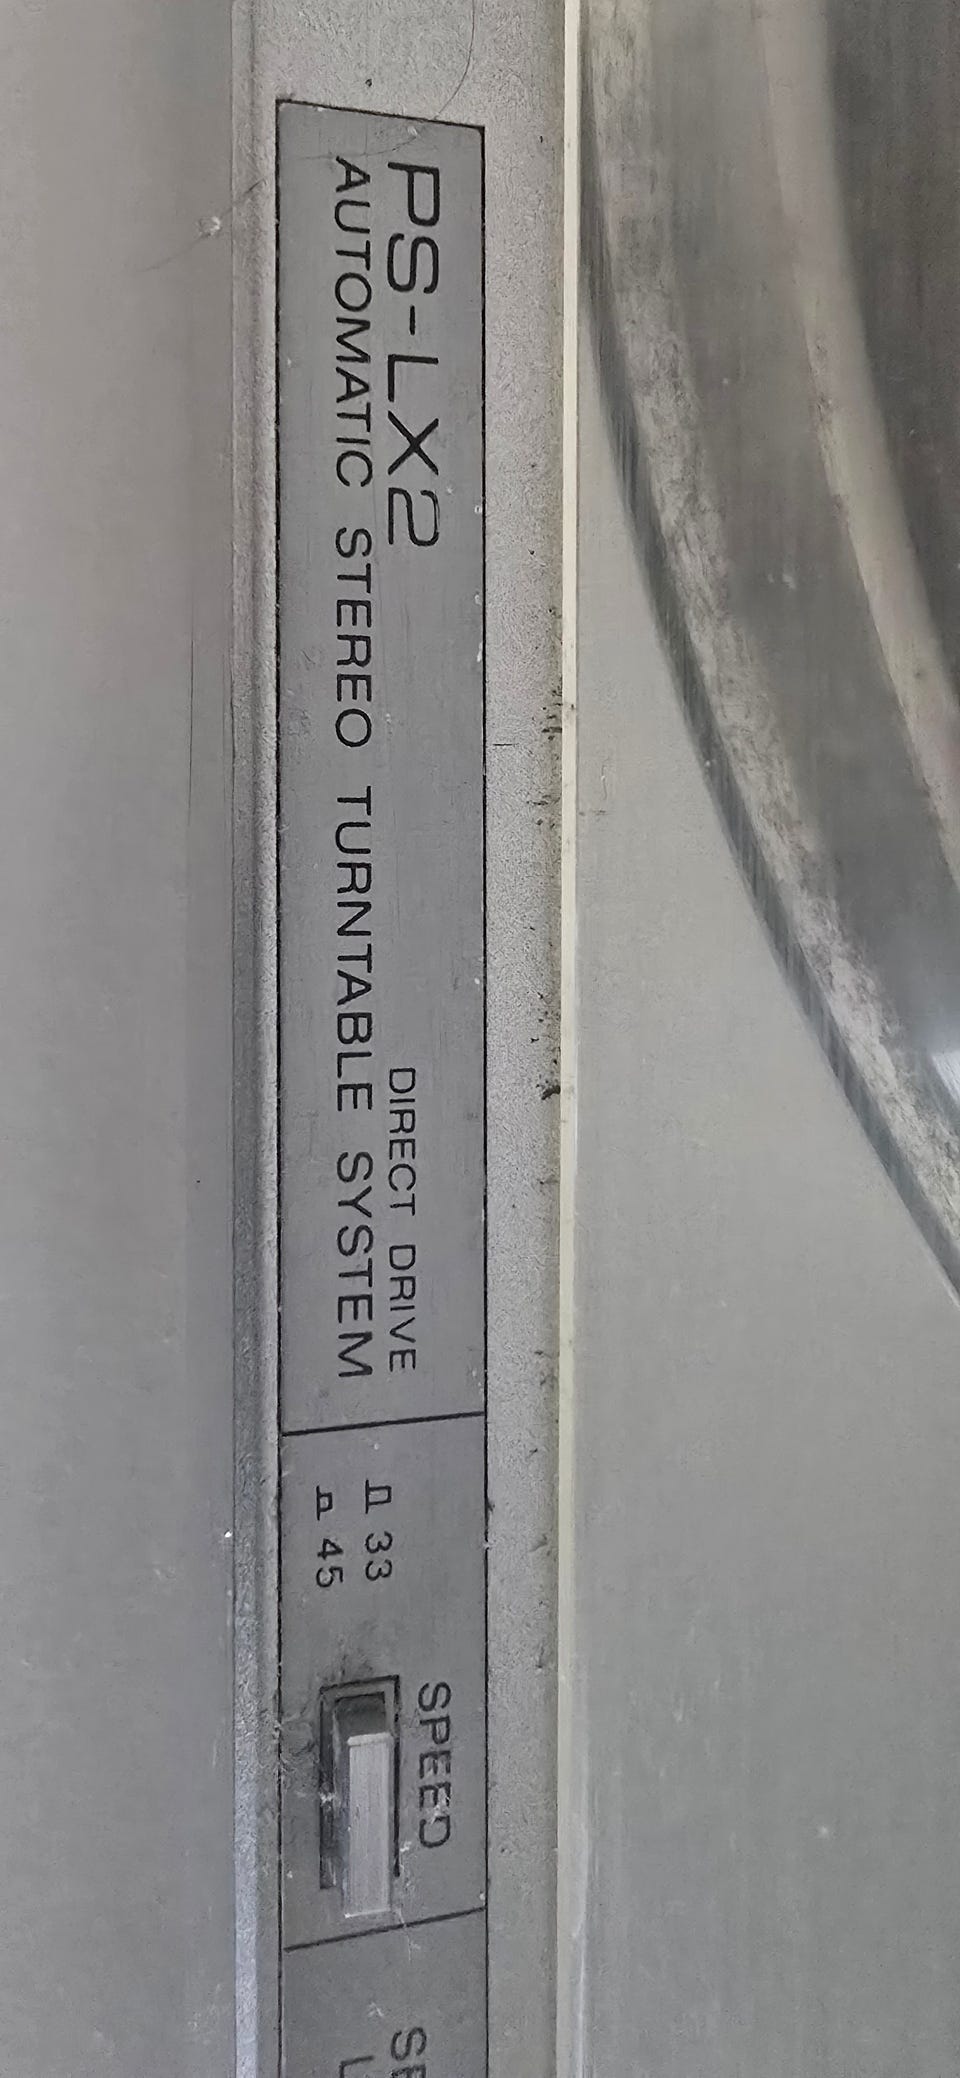 PS-LX2
DIRECT DRIVE
AUTOMATIC STEREO TURNTABLE SYSTEM
SPEED
33
45